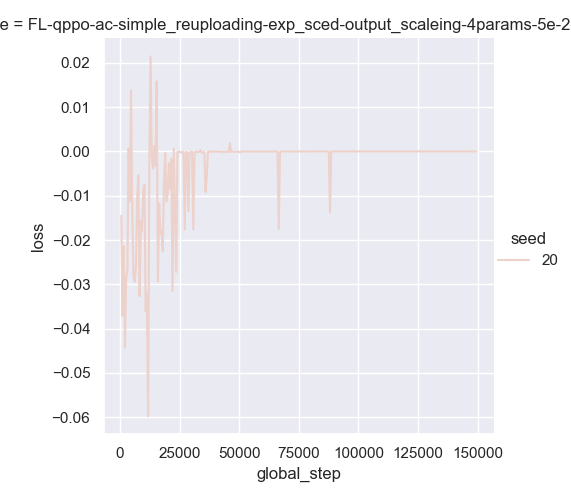 e = FL-qppo-ac-simple_reuploading-exp_sced-output_scaleing-4params-5e-2
0.02
0.01
0.00
−0.01
−0.02
−0.03
−0.04
−0.05
−0.06
loss
0 25000 50000 75000 100000 125000 150000
global_step
seed
20